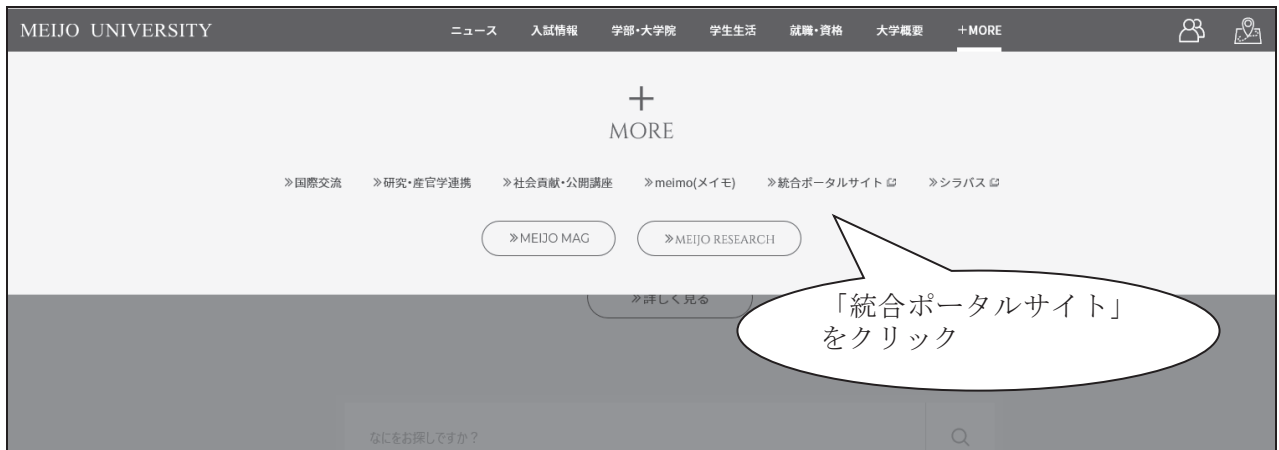 MEIJO UNIVERSITY ニュース 入試情報 学部・大学院 学生生活 就職・資格 大学概要 +MORE
+
MORE
≫国際交流 ≫研究・産官学連携 ≫社会貢献・公開講座 ≫meimo(メイモ) ≫統合ポータルサイト ≫シラバス
≫MEIJO MAG ≫MEIJO RESEARCH
≫詳しく見る
「統合ポータルサイト」
をクリック
なにをお探しですか？